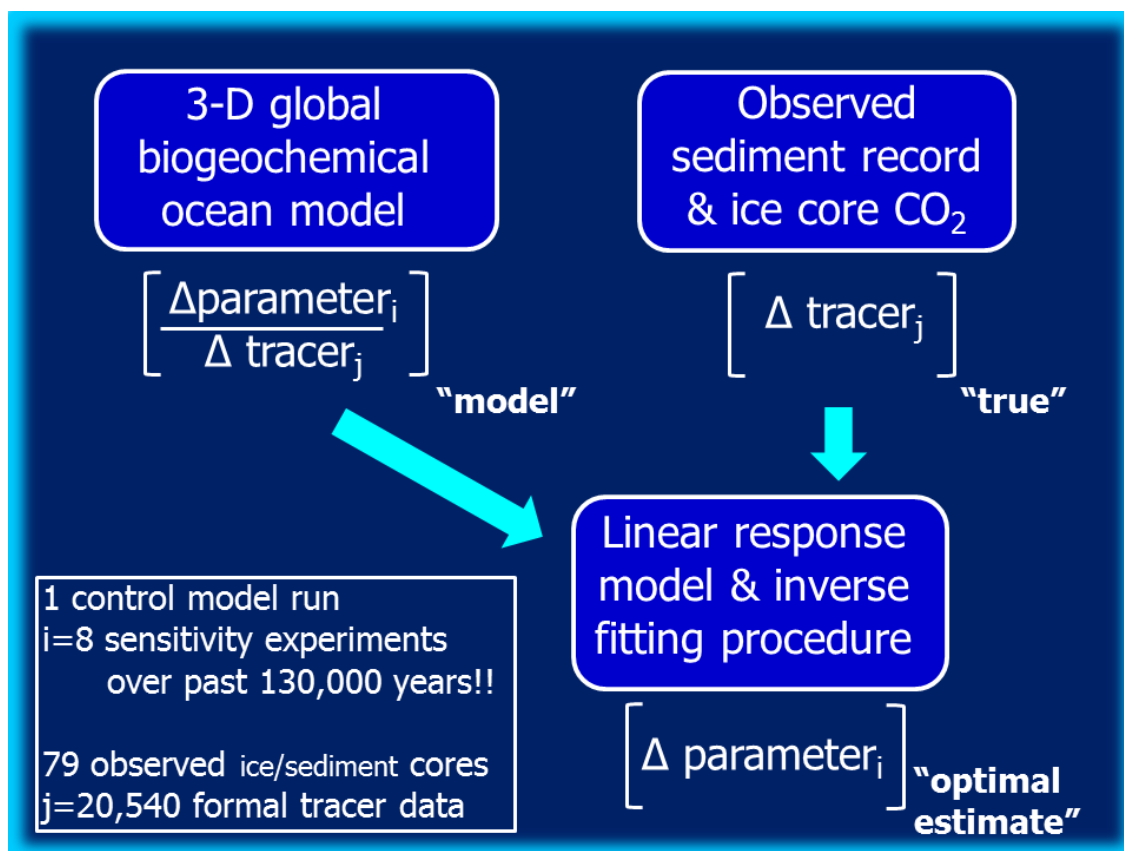 3-D global
biogeochemical
ocean model
Observed
sediment record
& ice core CO₂
Δparameterᵢ
Δ tracerⱼ
“model”
Δ tracerⱼ
“true”
Linear response
model & inverse
fitting procedure
Δ parameterᵢ
“optimal
estimate”
1 control model run
i=8 sensitivity experiments
over past 130,000 years!!
79 observed ice/sediment cores
j=20,540 formal tracer data